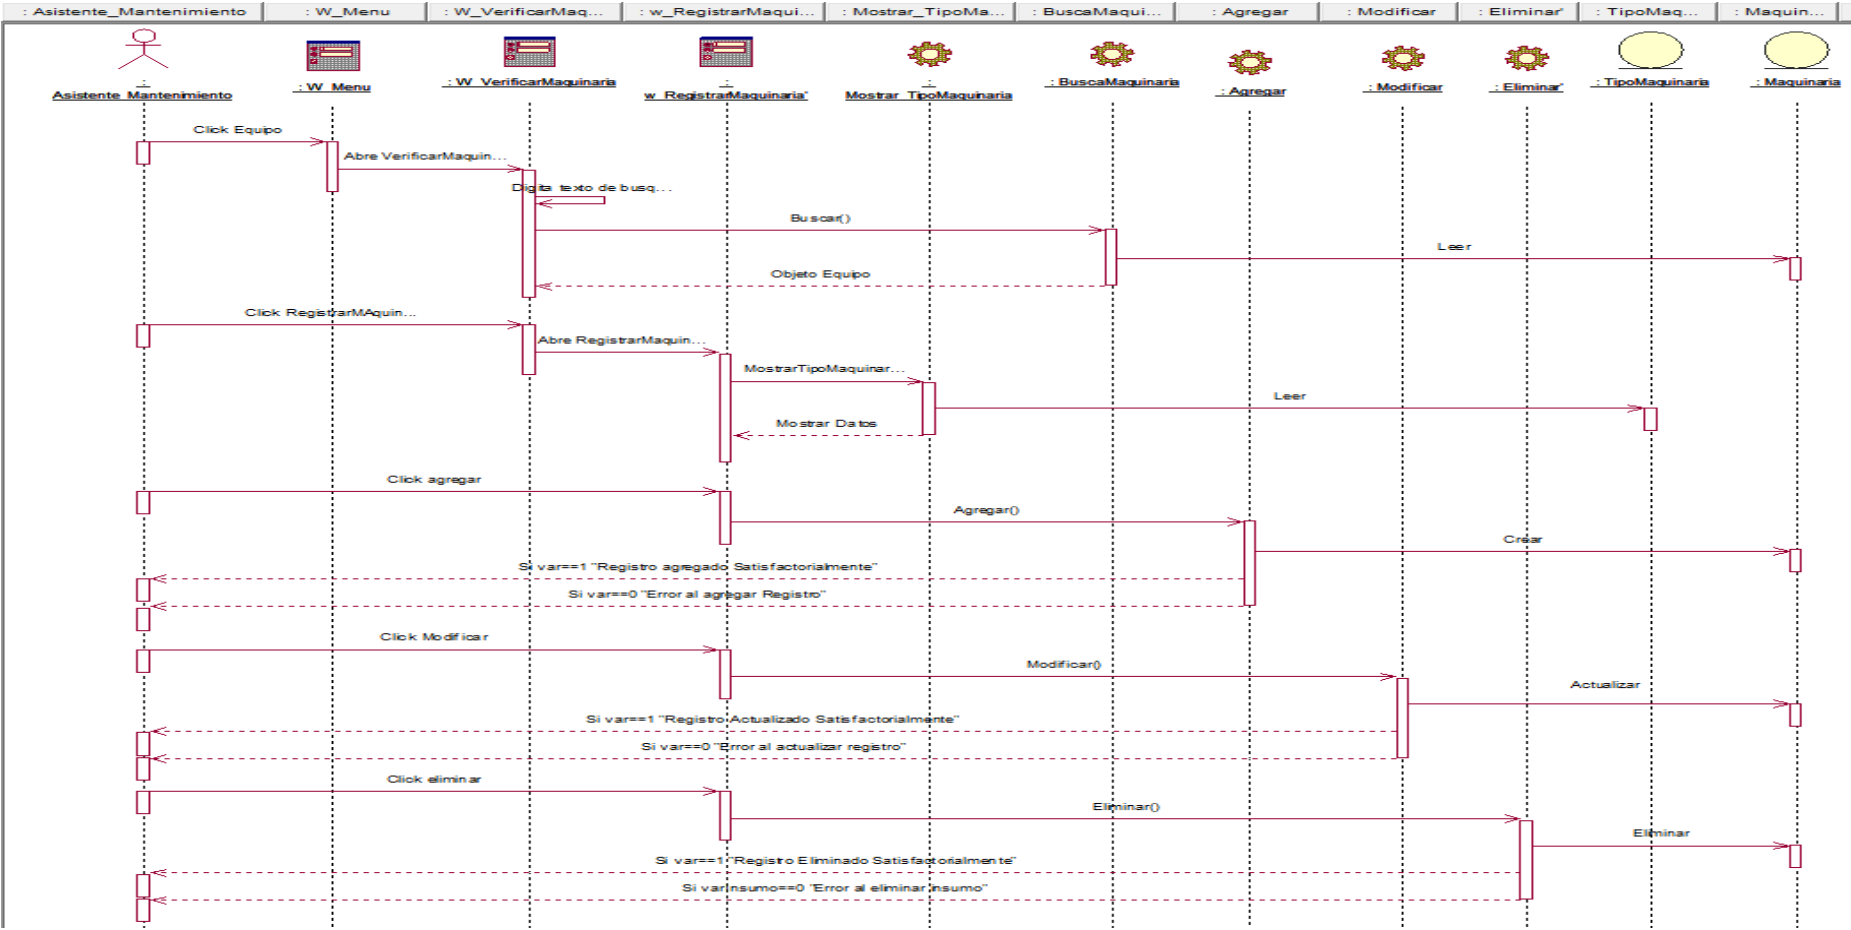 : Asistente_Mantenimiento
: W_Menu
: W_VerificarMaq...
: w_RegistrarMaqui...
: Mostrar_TipoMa...
: BuscaMaqui...
: Agregar
: Modificar
: Eliminar'
: TipoMaq...
: Maquin...
:
Asistente_Mantenimiento
: W_Menu
: W_VerificarMaquinaria
:
w_RegistrarMaquinaria'
:
Mostrar_TipoMaquinaria
: BuscaMaquinaria
: Agregar
: Modificar
: Eliminar'
: TipoMaquinaria
: Maquinaria
Click Equipo
Abre VerificarMaquin...
Digita texto de busq...
Buscar()
Leer
Objeto Equipo
Click RegistrarMAquin...
Abre RegistrarMaquin...
MostrarTipoMaquinar...
Leer
Mostrar Datos
Click agregar
Agregar()
Crear
Si var==1 "Registro agregado Satisfactorialmente"
Si var==0 "Error al agregar Registro"
Click Modificar
Modificar()
Actualizar
Si var==1 "Registro Actualizado Satisfactorialmente"
Si var==0 "Error al actualizar registro"
Click eliminar
Eliminar()
Eliminar
Si var==1 "Registro Eliminado Satisfactorialmente"
Si varInsumo==0 "Error al eliminar insumo"